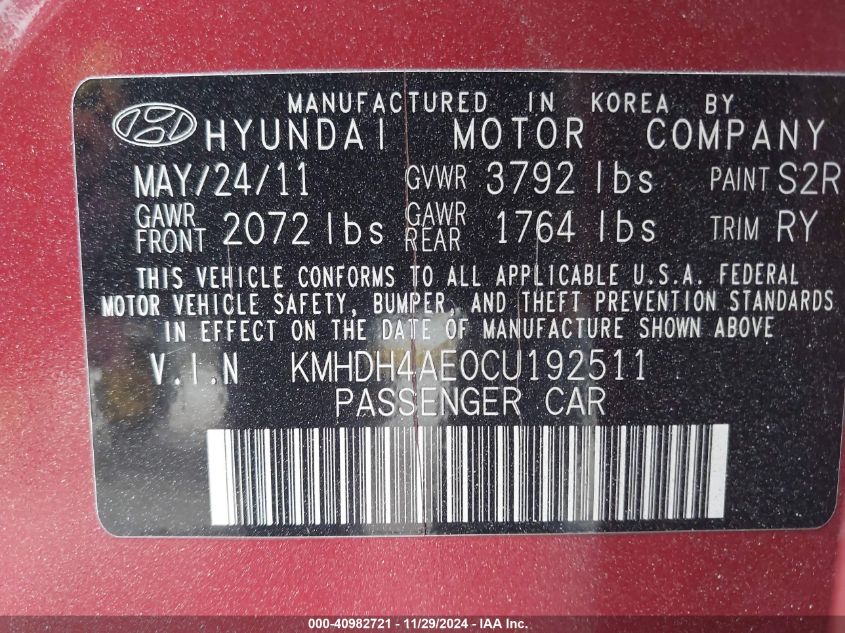 MANUFACTURED IN KOREA BY
HYUNDAI MOTOR COMPANY
MAY/24/11 GVWR 3792 lbs PAINT S2R
GAWR FRONT 2072 lbs GAWR REAR 1764 lbs TRIM RY
THIS VEHICLE CONFORMS TO ALL APPLICABLE U.S.A. FEDERAL
MOTOR VEHICLE SAFETY, BUMPER, AND THEFT PREVENTION STANDARDS
IN EFFECT ON THE DATE OF MANUFACTURE SHOWN ABOVE
V.I.N KMHDH4AE0CU192511
PASSENGER CAR
000-40982721 - 11/29/2024 - IAA Inc.